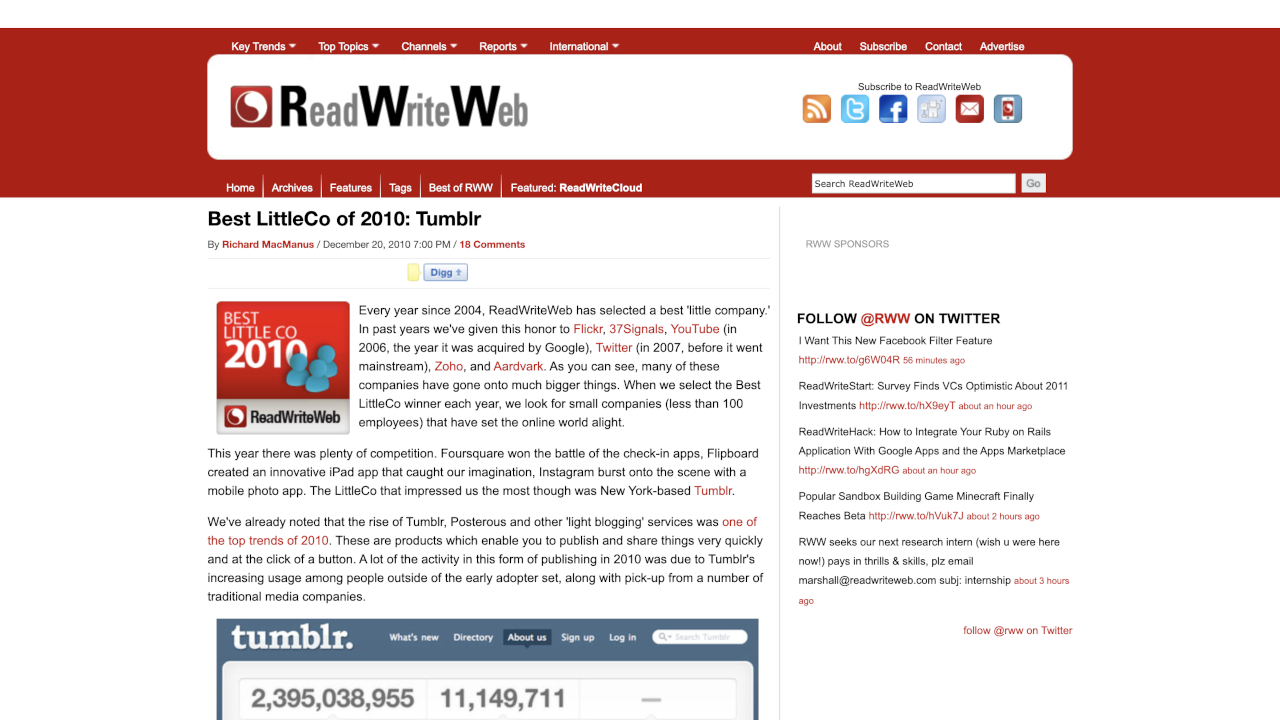 Key Trends Top Topics Channels Reports International About Subscribe Contact Advertise
ReadWriteWeb
Subscribe to ReadWriteWeb
Home Archives Features Tags Best of RWW Featured: ReadWriteCloud
Search ReadWriteWeb Go
Best LittleCo of 2010: Tumblr
By Richard MacManus / December 20, 2010 7:00 PM / 18 Comments
Digg
BEST
LITTLE CO
2010
ReadWriteWeb
Every year since 2004, ReadWriteWeb has selected a best 'little company.'
In past years we've given this honor to Flickr, 37Signals, YouTube (in
2006, the year it was acquired by Google), Twitter (in 2007, before it went
mainstream), Zoho, and Aardvark. As you can see, many of these
companies have gone onto much bigger things. When we select the Best
LittleCo winner each year, we look for small companies (less than 100
employees) that have set the online world alight.
This year there was plenty of competition. Foursquare won the battle of the check-in apps, Flipboard
created an innovative iPad app that caught our imagination, Instagram burst onto the scene with a
mobile photo app. The LittleCo that impressed us the most though was New York-based Tumblr.
We've already noted that the rise of Tumblr, Posterous and other 'light blogging' services was one of
the top trends of 2010. These are products which enable you to publish and share things very quickly
and at the click of a button. A lot of the activity in this form of publishing in 2010 was due to Tumblr's
increasing usage among people outside of the early adopter set, along with pick-up from a number of
traditional media companies.
tumblr. What's new Directory About us Sign up Log in Search Tumblr
2,395,038,955 11,149,711 —
RWW SPONSORS
FOLLOW @RWW ON TWITTER
I Want This New Facebook Filter Feature
http://rww.to/g6W04R 56 minutes ago
ReadWriteStart: Survey Finds VCs Optimistic About 2011
Investments http://rww.to/hX9eyT about an hour ago
ReadWriteHack: How to Integrate Your Ruby on Rails
Application With Google Apps and the Apps Marketplace
http://rww.to/hgXdRG about an hour ago
Popular Sandbox Building Game Minecraft Finally
Reaches Beta http://rww.to/hVuk7J about 2 hours ago
RWW seeks our next research intern (wish u were here
now!) pays in thrills & skills, plz email
marshall@readwriteweb.com subj: internship about 3 hours
ago
follow @rww on Twitter